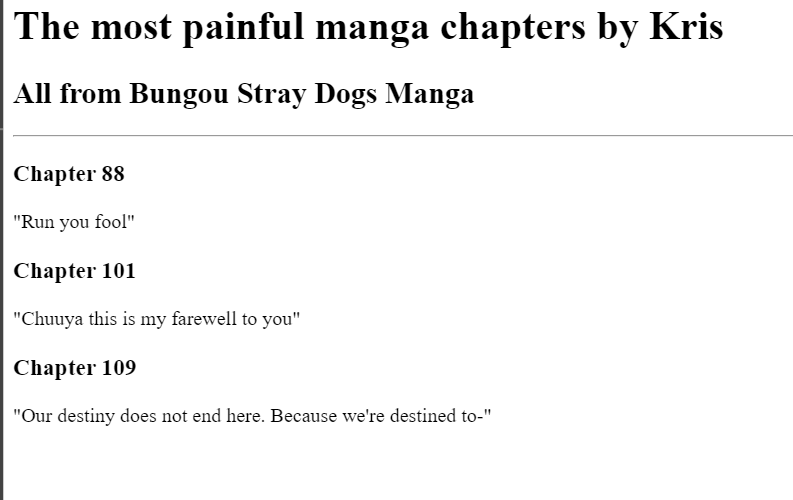 The most painful manga chapters by Kris
All from Bungou Stray Dogs Manga
Chapter 88
"Run you fool"
Chapter 101
"Chuuya this is my farewell to you"
Chapter 109
"Our destiny does not end here. Because we're destined to-"